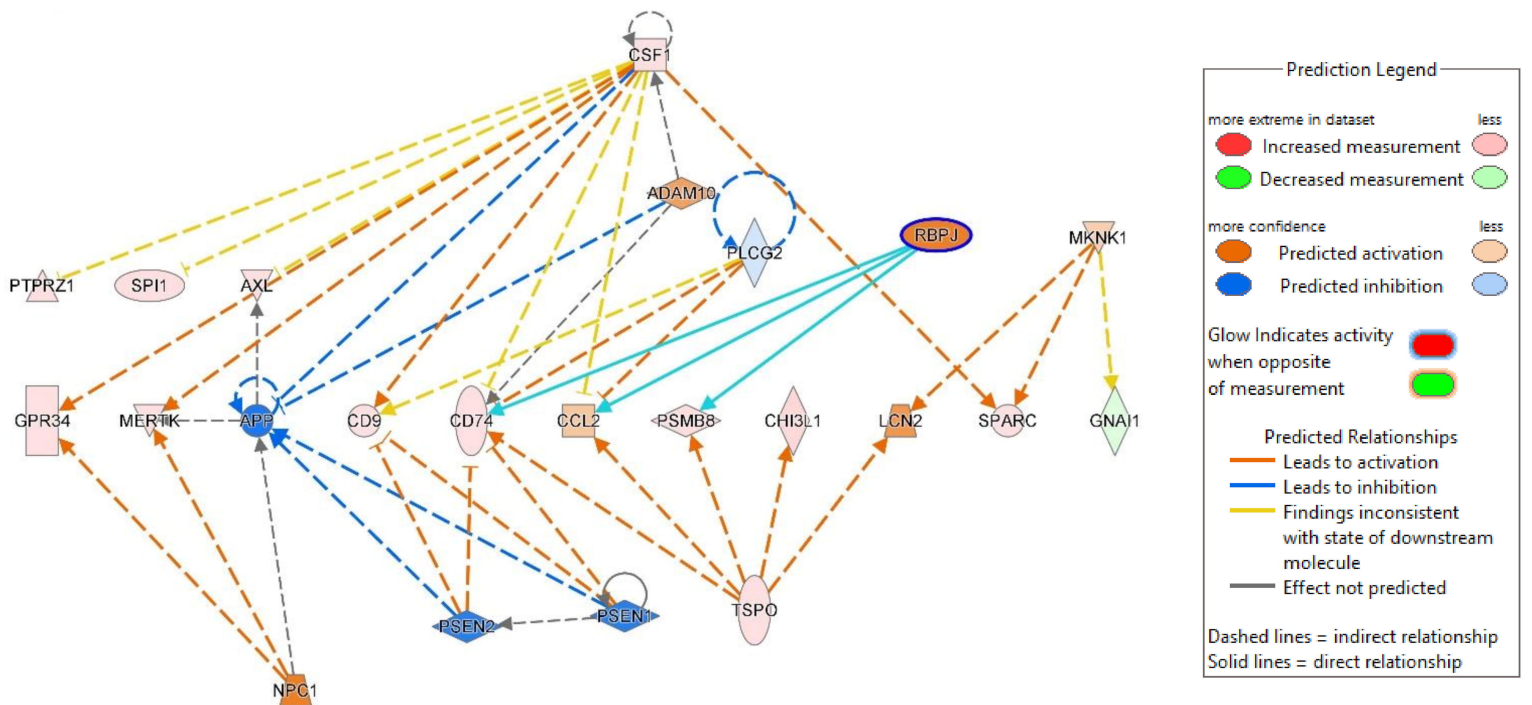 CSF1
ADAM10
PLCG2
RBPJ
MKNK1
PTPRZ1
SPI1
AXL
GPR34
MERTK
APP
CD9
CD74
CCL2
PSMB8
CHI3L1
LCN2
SPARC
GNAI1
PSEN2
PSEN1
TSPO
NPC1
Prediction Legend
more extreme in dataset less
Increased measurement
Decreased measurement
more confidence less
Predicted activation
Predicted inhibition
Glow Indicates activity
when opposite
of measurement
Predicted Relationships
Leads to activation
Leads to inhibition
Findings inconsistent
with state of downstream
molecule
Effect not predicted
Dashed lines = indirect relationship
Solid lines = direct relationship